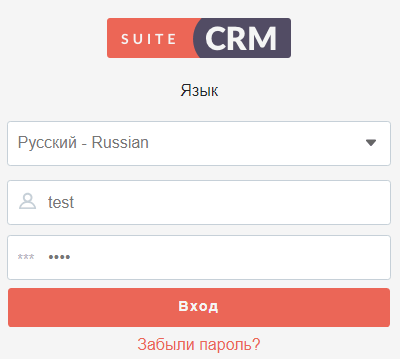 SUITE CRM
Язык
Русский - Russian
test
*** ••••
Вход
Забыли пароль?